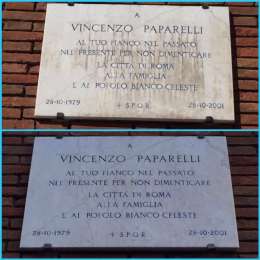 A
VINCENZO PAPARELLI
AL TUO FIANCO NEL PASSATO
NEL PRESENTE PER NON DIMENTICARE
LA CITTÀ DI ROMA
ALLA FAMIGLIA
E AL POPOLO BIANCO-CELESTE
28-10-1979 + S.P.Q.R. 28-10-2001
A
VINCENZO PAPARELLI
AL TUO FIANCO NEL PASSATO
NEL PRESENTE PER NON DIMENTICARE
LA CITTÀ DI ROMA
ALLA FAMIGLIA
E AL POPOLO BIANCO CELESTE
28-10-1979 + S.P.Q.R. 28-10-2001